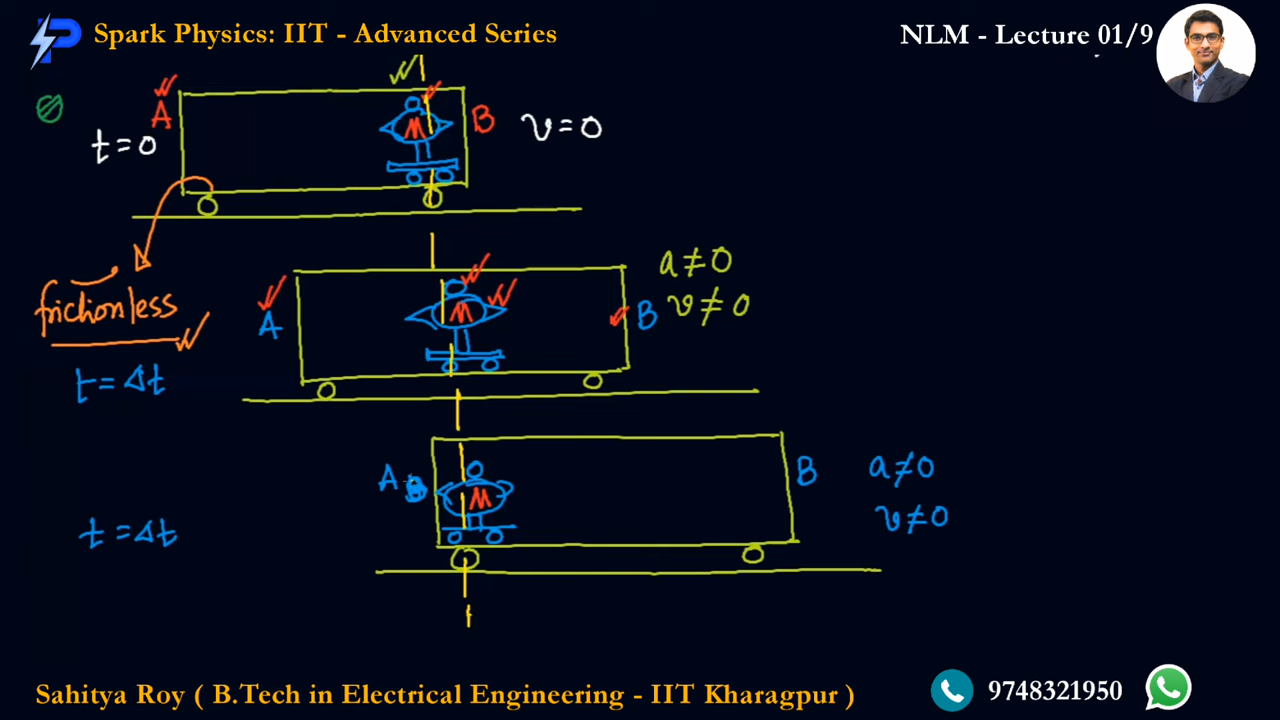 Spark Physics: IIT - Advanced Series
NLM - Lecture 01/9
A
t=0
M
B
v=0
frictionless
A
M
B
a≠0
v≠0
t=Δt
A
M
B
a≠0
v≠0
t=Δt
Sahitya Roy ( B.Tech in Electrical Engineering - IIT Kharagpur )
9748321950